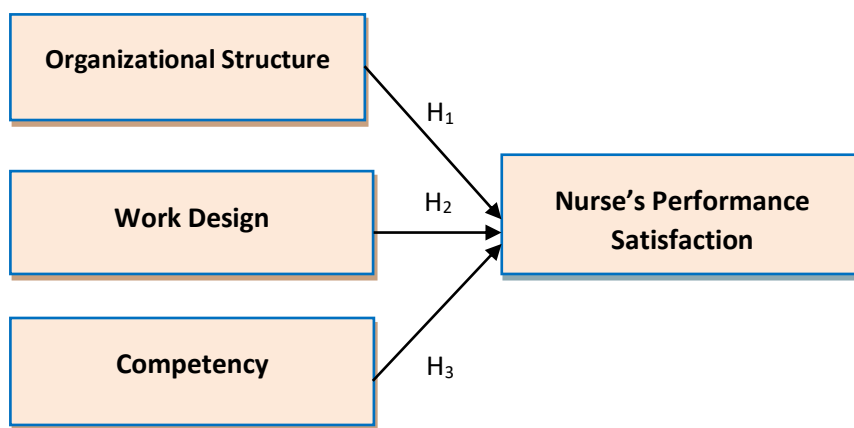 Organizational Structure
H₁
Work Design
H₂
Nurse’s Performance
Satisfaction
Competency
H₃